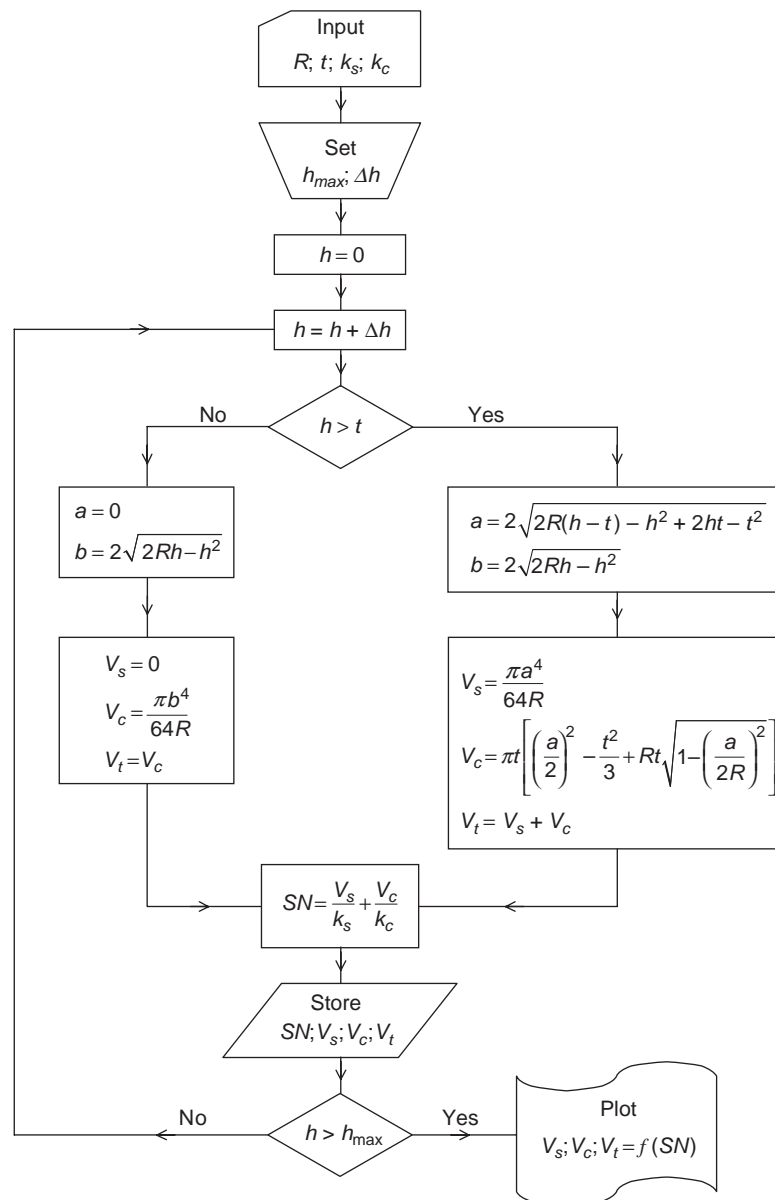 Input
R; t; kₛ; k_c
Set
h_max; Δh
h = 0
h = h + Δh
No
h > t
Yes
a = 0
b = 2√(2Rh – h²)
a = 2√(2R(h – t) – h² + 2ht – t²)
b = 2√(2Rh – h²)
V_s = 0
V_c = πb⁴/64R
V_t = V_c
V_s = πa⁴/64R
V_c = πt[(a/2)² – t²/3 + Rt√(1–(a/2R)²)]
V_t = V_s + V_c
SN = V_s/k_s + V_c/k_c
Store
SN; V_s; V_c; V_t
No
h > h_max
Yes
Plot
V_s; V_c; V_t = f (SN)